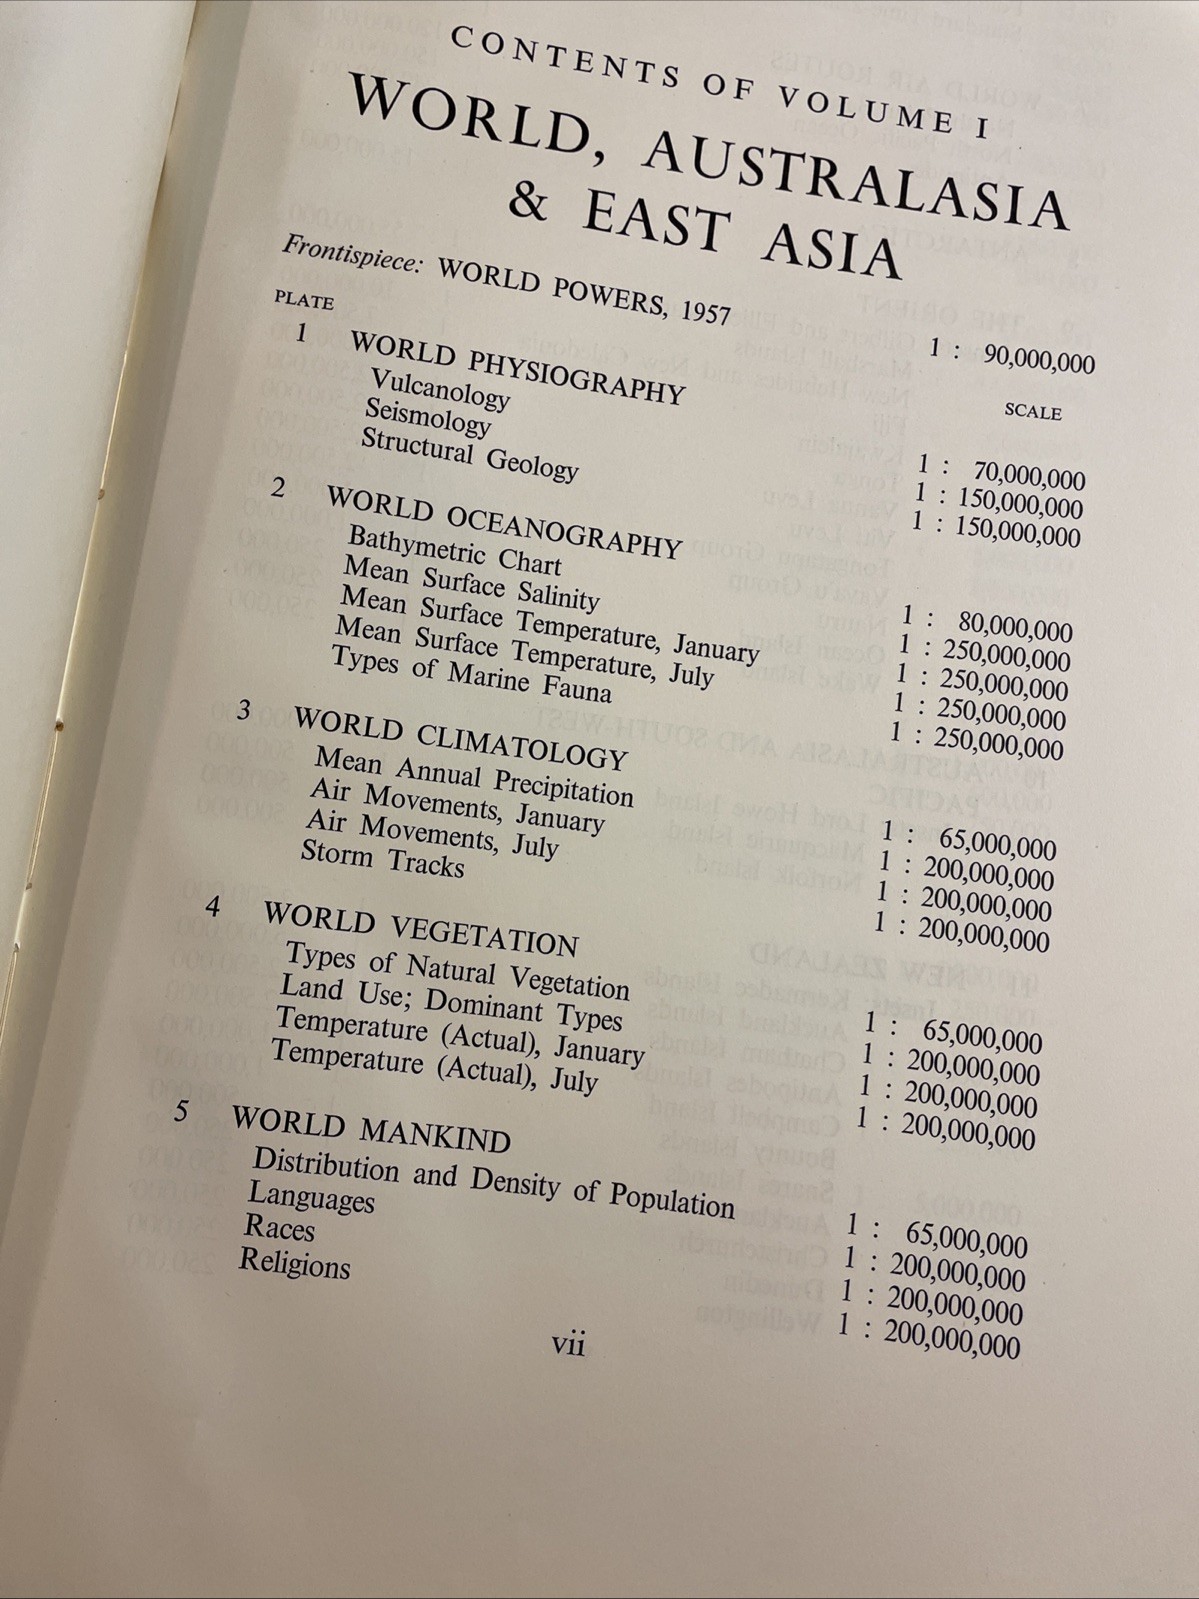 CONTENTS OF VOLUME I
WORLD, AUSTRALASIA
& EAST ASIA
Frontispiece: WORLD POWERS, 1957 1 : 90,000,000
PLATE SCALE
1 WORLD PHYSIOGRAPHY
Vulcanology 1 : 70,000,000
Seismology 1 : 150,000,000
Structural Geology 1 : 150,000,000
2 WORLD OCEANOGRAPHY
Bathymetric Chart 1 : 80,000,000
Mean Surface Salinity 1 : 250,000,000
Mean Surface Temperature, January 1 : 250,000,000
Mean Surface Temperature, July 1 : 250,000,000
Types of Marine Fauna 1 : 250,000,000
3 WORLD CLIMATOLOGY
Mean Annual Precipitation 1 : 65,000,000
Air Movements, January 1 : 200,000,000
Air Movements, July 1 : 200,000,000
Storm Tracks 1 : 200,000,000
4 WORLD VEGETATION
Types of Natural Vegetation 1 : 65,000,000
Land Use; Dominant Types 1 : 200,000,000
Temperature (Actual), January 1 : 200,000,000
Temperature (Actual), July 1 : 200,000,000
5 WORLD MANKIND
Distribution and Density of Population 1 : 65,000,000
Languages 1 : 200,000,000
Races 1 : 200,000,000
Religions 1 : 200,000,000
vii